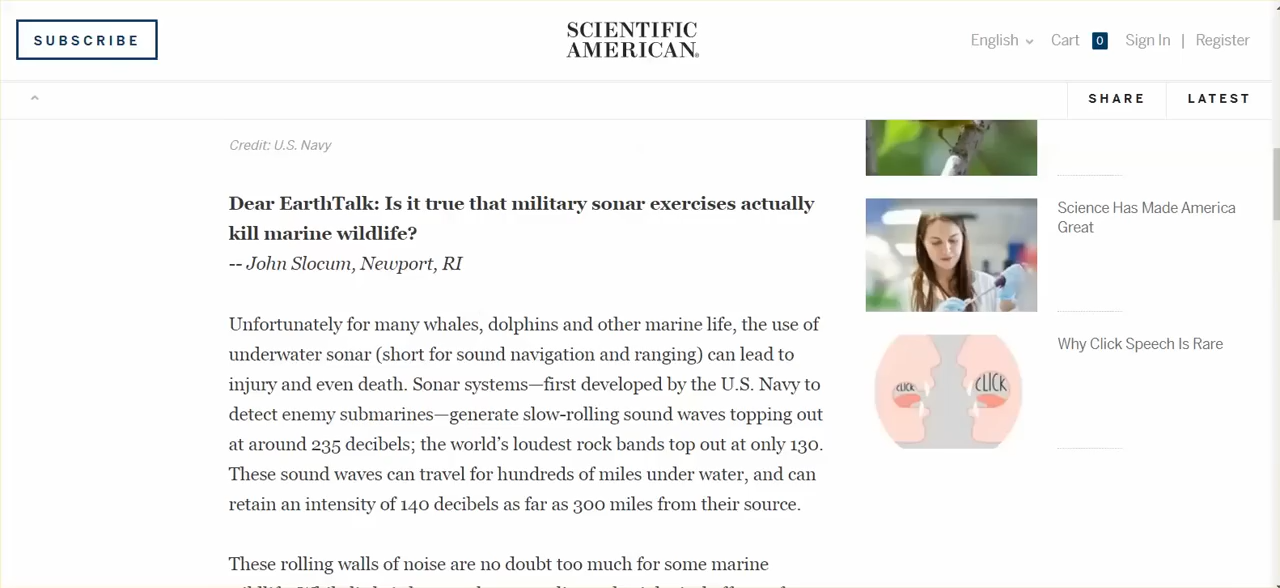 SUBSCRIBE
SCIENTIFIC
AMERICAN®
English
Cart 0 Sign In | Register
SHARE
LATEST
Credit: U.S. Navy
Dear EarthTalk: Is it true that military sonar exercises actually
kill marine wildlife?
-- John Slocum, Newport, RI
Unfortunately for many whales, dolphins and other marine life, the use of
underwater sonar (short for sound navigation and ranging) can lead to
injury and even death. Sonar systems—first developed by the U.S. Navy to
detect enemy submarines—generate slow-rolling sound waves topping out
at around 235 decibels; the world’s loudest rock bands top out at only 130.
These sound waves can travel for hundreds of miles under water, and can
retain an intensity of 140 decibels as far as 300 miles from their source.
These rolling walls of noise are no doubt too much for some marine
Science Has Made America
Great
CLICK
CLICK
Why Click Speech Is Rare